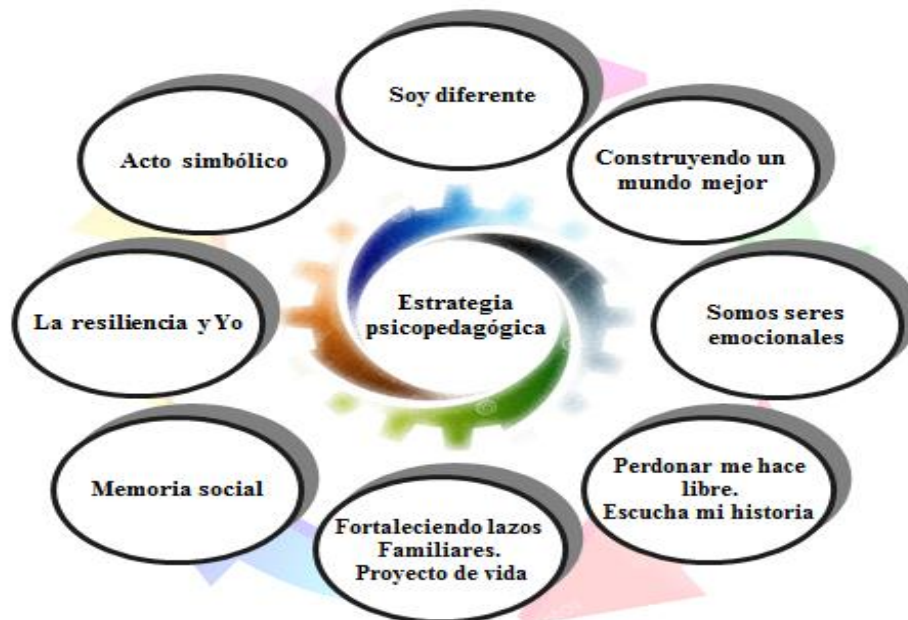 Soy diferente
Construyendo un
mundo mejor
Somos seres
emocionales
Perdonar me hace
libre.
Escucha mi historia
Fortaleciendo lazos
Familiares.
Proyecto de vida
Memoria social
La resiliencia y Yo
Acto simbólico
Estrategia
psicopedagógica